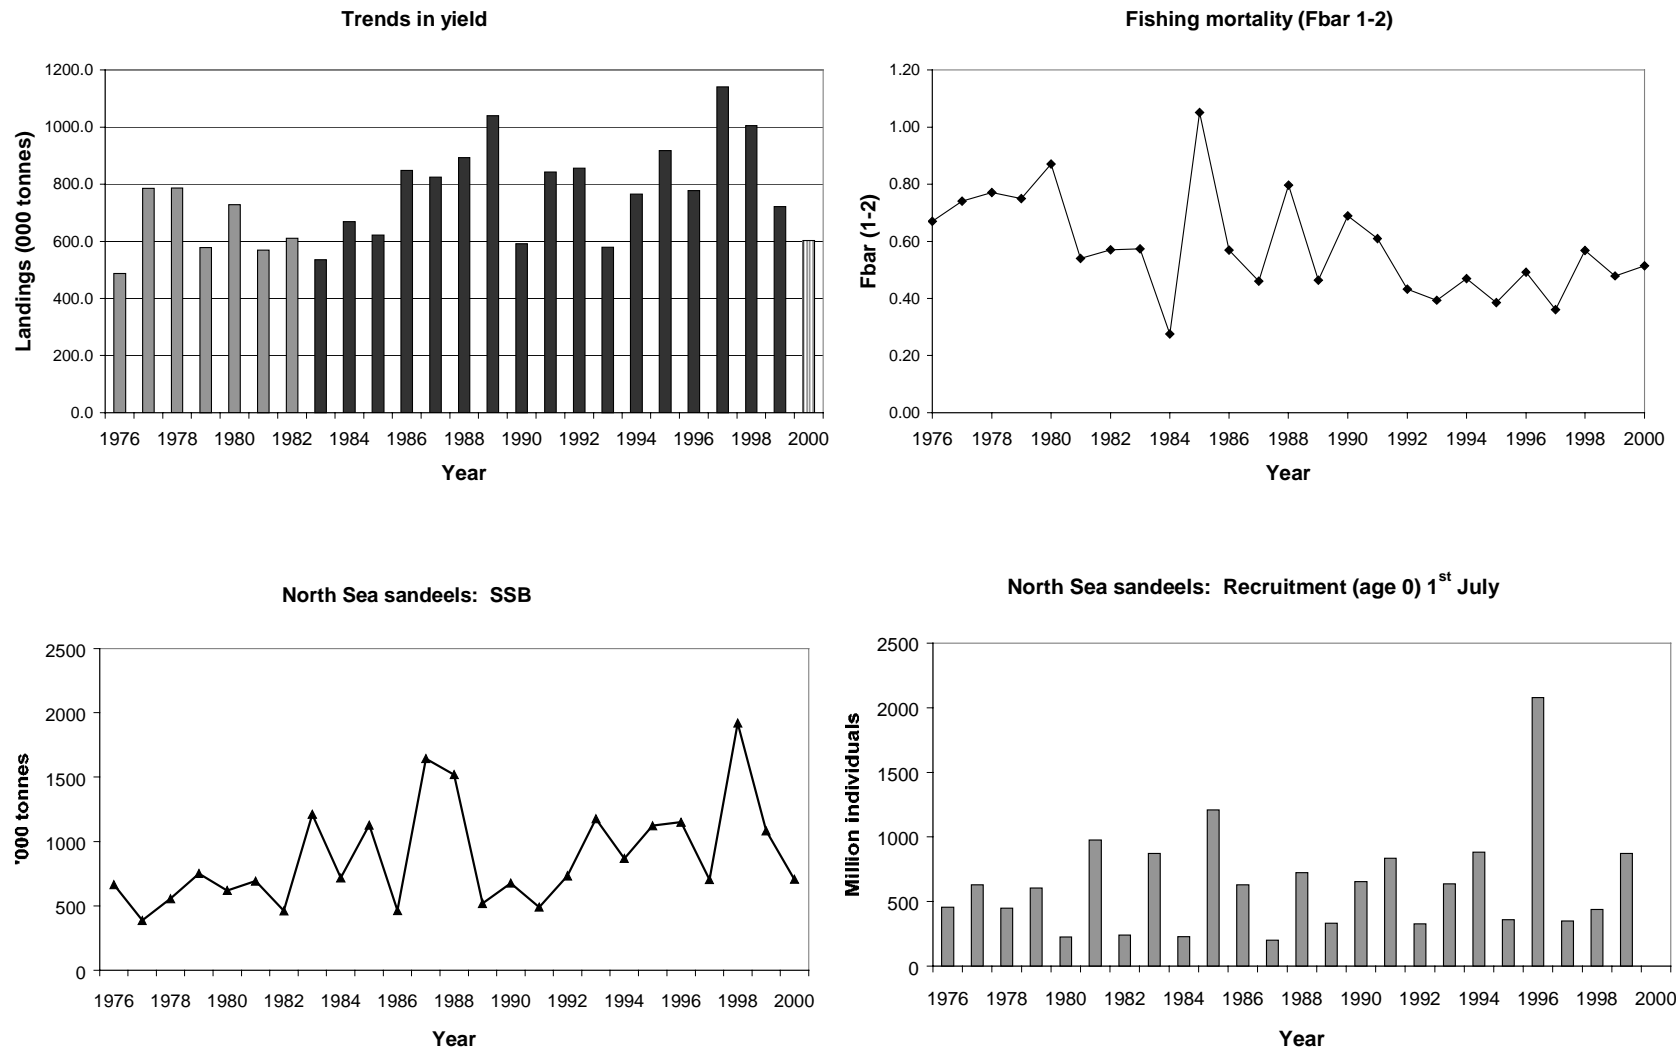 Trends in yield
Landings (000 tonnes)
1200.0
1000.0
800.0
600.0
400.0
200.0
0.0
1976 1978 1980 1982 1984 1986 1988 1990 1992 1994 1996 1998 2000
Year
Fishing mortality (Fbar 1-2)
Fbar (1-2)
1.20
1.00
0.80
0.60
0.40
0.20
0.00
1976 1978 1980 1982 1984 1986 1988 1990 1992 1994 1996 1998 2000
Year
North Sea sandeels: SSB
'000 tonnes
2500
2000
1500
1000
500
0
1976 1978 1980 1982 1984 1986 1988 1990 1992 1994 1996 1998 2000
Year
North Sea sandeels: Recruitment (age 0) 1st July
Million individuals
2500
2000
1500
1000
500
0
1976 1978 1980 1982 1984 1986 1988 1990 1992 1994 1996 1998 2000
Year